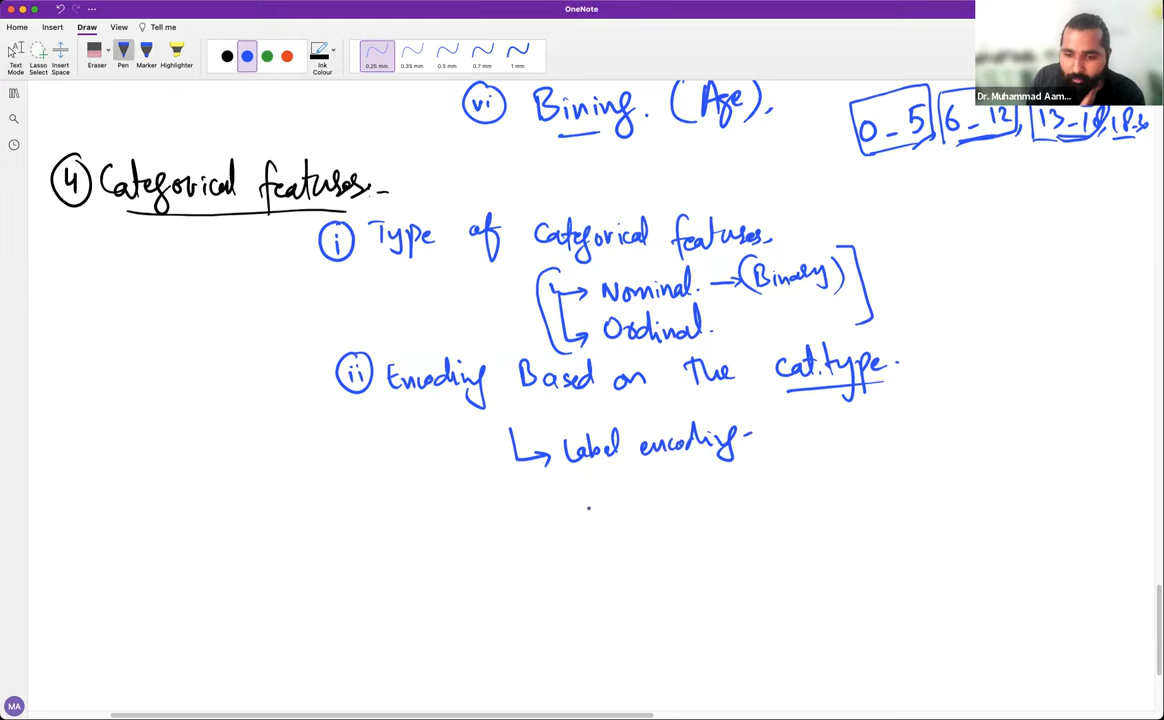 OneNote
Home Insert Draw View Tell me
Text Mode
Lasso Select
Insert Space
Eraser
Pen
Marker
Highlighter
0.25 mm
0.35 mm
0.5 mm
0.7 mm
1 mm
Ink Colour
Dr. Muhammad Aam...
vi Bining. (Age).
0 - 5, 6 - 12, 13 - 18, 18-30
4 Categorical features.-
i Type of Categorical features.
Nominal. → (Binary)
Ordinal.
ii Encoding Based on The cat.type.
Label encoding-
MA